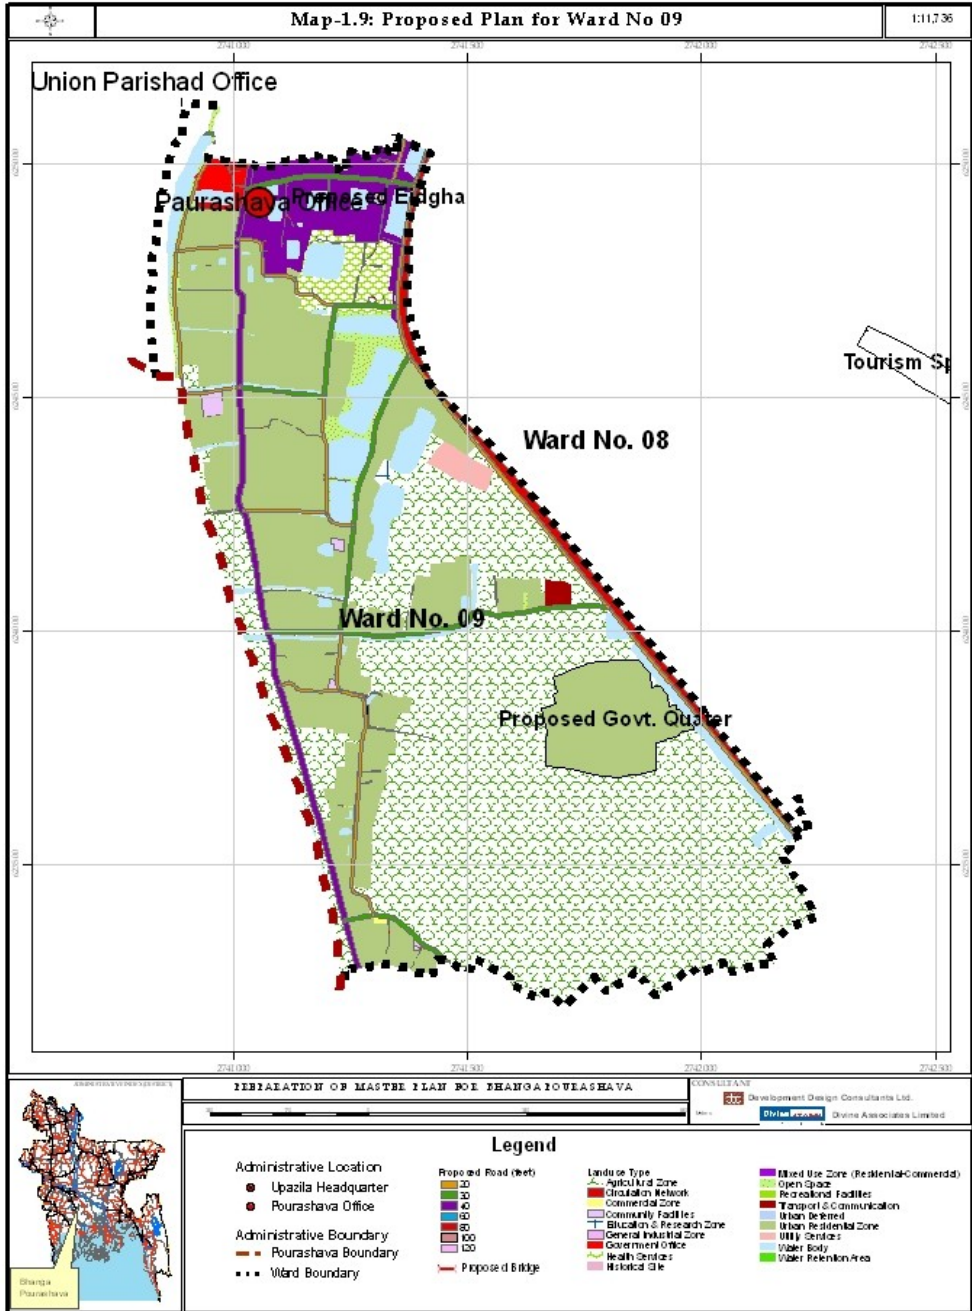 Map-1.9: Proposed Plan for Ward No 09
1:11,736
2741000
2741500
2742000
2742500
Union Parishad Office
Paurashava Office
Proposed Eidgha
Tourism Sp
Ward No. 08
Ward No. 09
Proposed Govt. Quater
2741000
2741500
2742000
2742500
PREPARATION OF MASTER PLAN FOR BHANGA POURASHAVA
CONSULTANT
Development Design Consultants Ltd.
Divine Associates Limited
Bhanga
Pourashava
Legend
Administrative Location
Upazila Headquarter
Pourashava Office
Administrative Boundary
Pourashava Boundary
Ward Boundary
Proposed Road (feet)
20
30
40
60
80
100
120
Proposed Bridge
Landuse Type
Agricultural Zone
Circulation Network
Commercial Zone
Community Facilities
Education & Research Zone
General Industrial Zone
Government Office
Health Services
Historical Site
Mixed Use Zone (Residential-Commercial)
Open Space
Recreational Facilities
Transport & Communication
Urban Deferred
Urban Residential Zone
Utility Services
Water Body
Water Retention Area